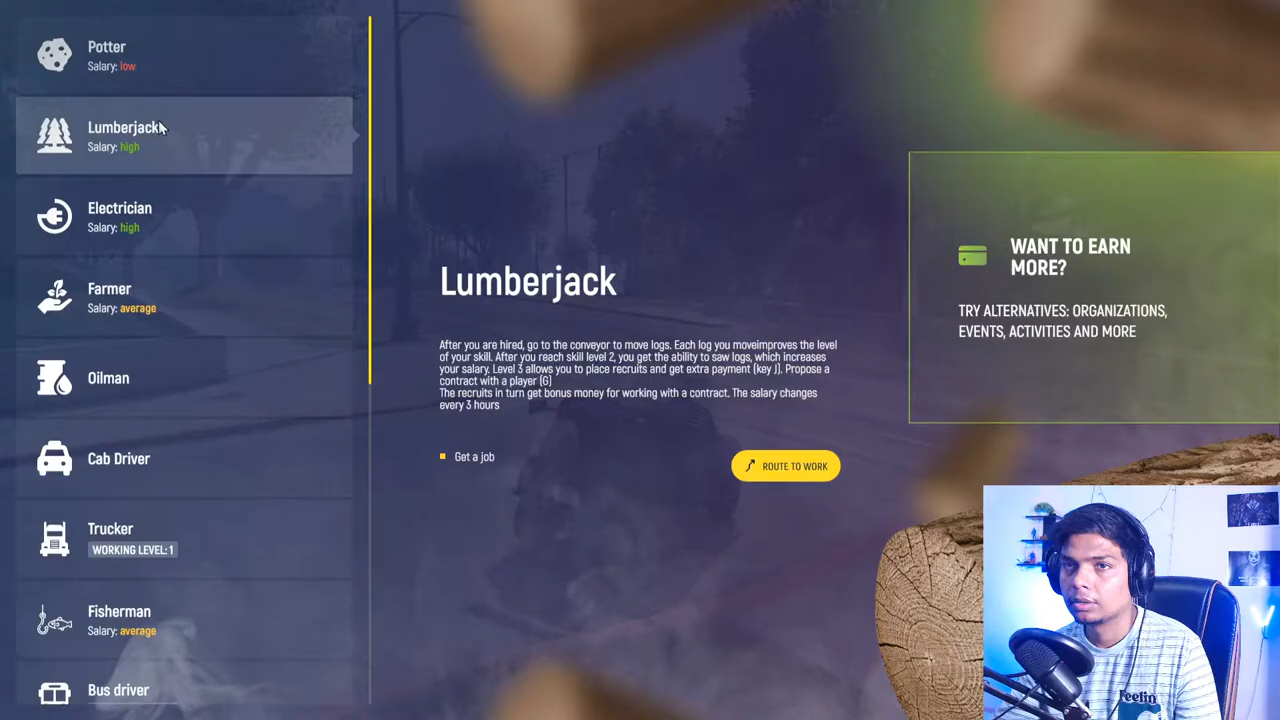 Potter
Salary: low
Lumberjack
Salary: high
Electrician
Salary: high
Farmer
Salary: average
Oilman
Cab Driver
Trucker
WORKING LEVEL: 1
Fisherman
Salary: average
Bus driver
Lumberjack
After you are hired, go to the conveyor to move logs. Each log you moveimproves the level
of your skill. After you reach skill level 2, you get the ability to saw logs, which increases
your salary. Level 3 allows you to place recruits and get extra payment (key J). Propose a
contract with a player (G)
The recruits in turn get bonus money for working with a contract. The salary changes
every 3 hours
Get a job
ROUTE TO WORK
WANT TO EARN
MORE?
TRY ALTERNATIVES: ORGANIZATIONS,
EVENTS, ACTIVITIES AND MORE
Feelin